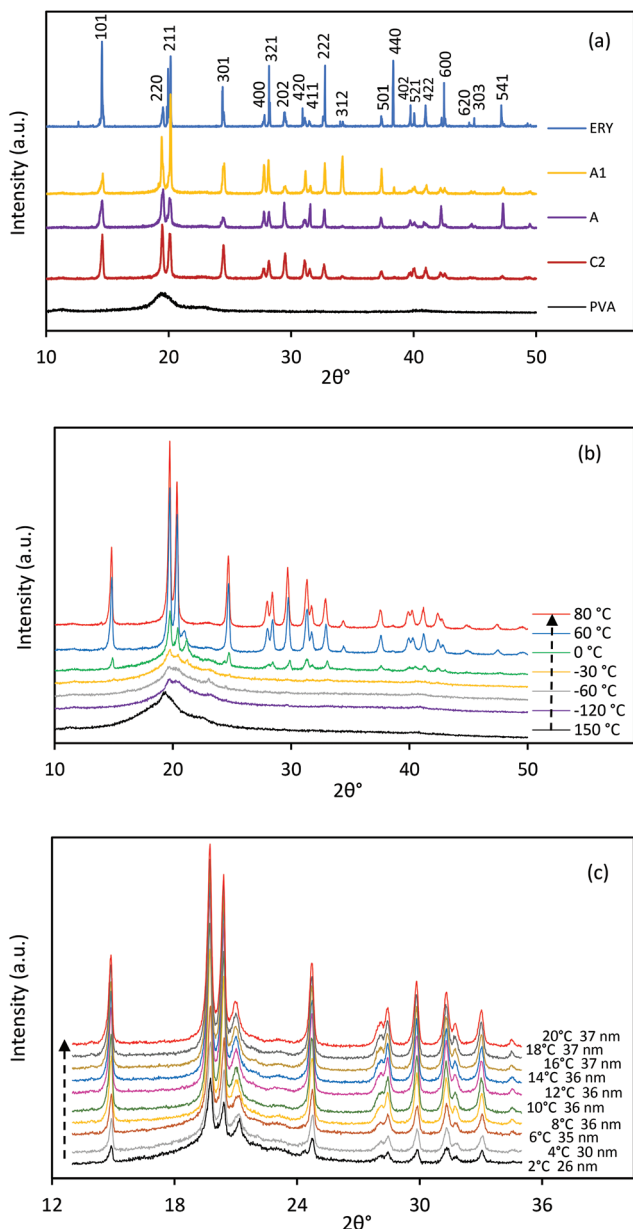 (a)
101
220
211
301
400
321
202
420
411
222
312
501
440
402
521
422
600
620
303
541
ERY
A1
A
C2
PVA
Intensity (a.u.)
10 20 30 40 50
2θ°
(b)
Intensity (a.u.)
80 °C
60 °C
0 °C
-30 °C
-60 °C
-120 °C
150 °C
10 20 30 40 50
2θ°
(c)
Intensity (a.u.)
20°C 37 nm
18°C 37 nm
16°C 37 nm
14°C 36 nm
12°C 36 nm
10°C 36 nm
8°C 36 nm
6°C 35 nm
4°C 30 nm
2°C 26 nm
12 18 24 30 36
2θ°